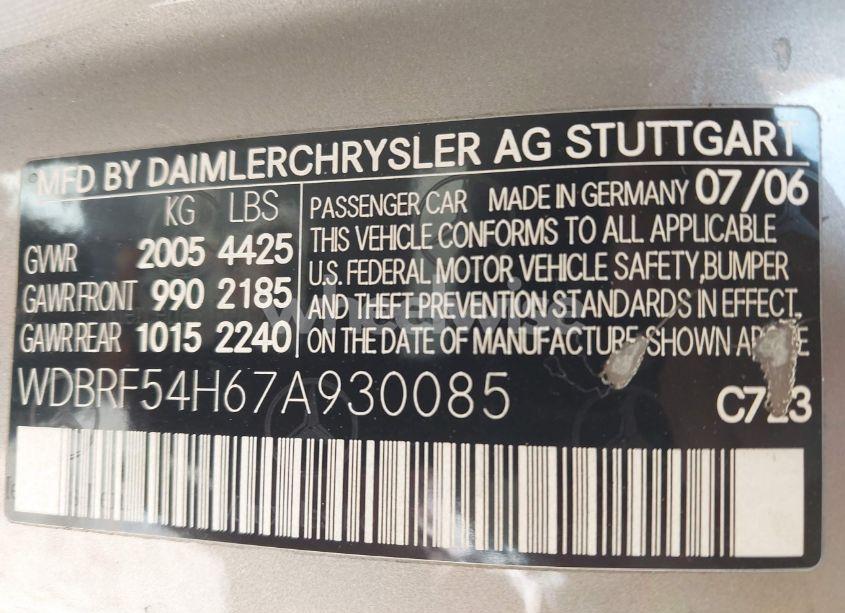 MFD BY DAIMLERCHRYSLER AG STUTTGART
KG LBS
GVWR 2005 4425
GAWR FRONT 990 2185
GAWR REAR 1015 2240
PASSENGER CAR MADE IN GERMANY 07/06
THIS VEHICLE CONFORMS TO ALL APPLICABLE
U.S. FEDERAL MOTOR VEHICLE SAFETY, BUMPER
AND THEFT PREVENTION STANDARDS IN EFFECT,
ON THE DATE OF MANUFACTURE SHOWN
WDBRF54H67A930085